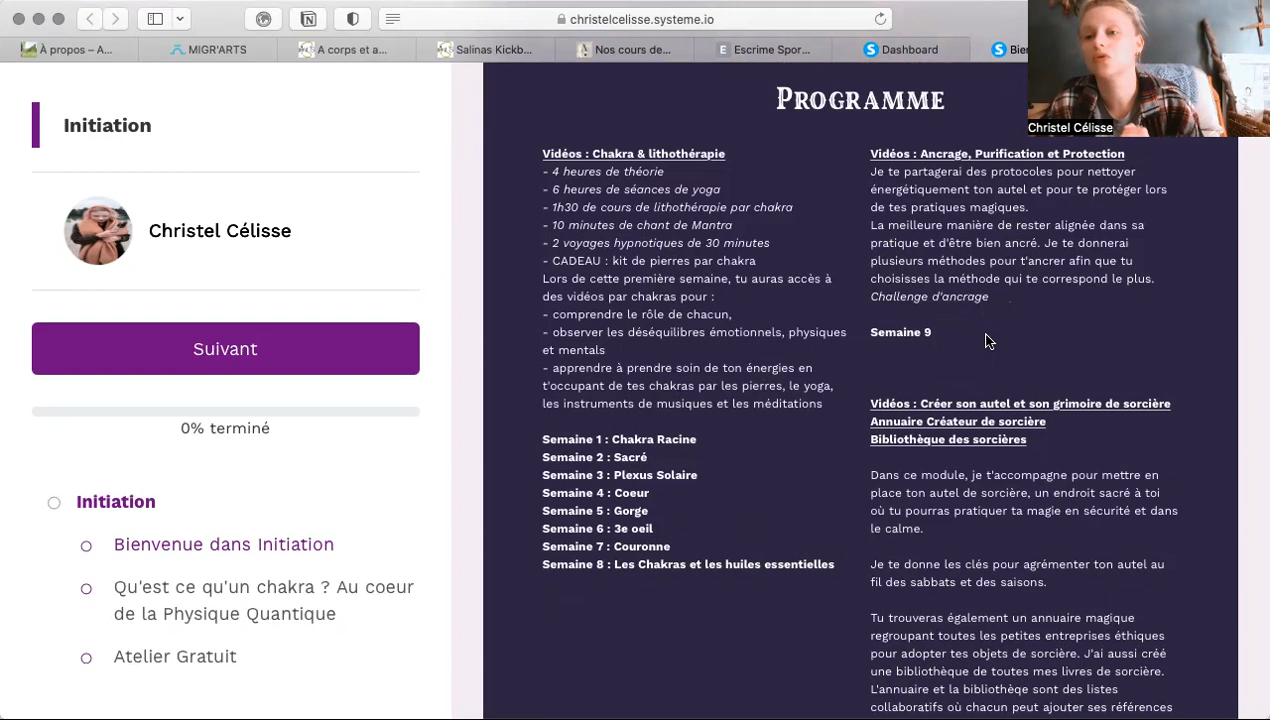 christelcelisse.systeme.io
À propos – A...
MIGR'ARTS
A corps et a...
Salinas Kickb...
Nos cours de...
Escrime Spor...
Dashboard
Bien
Christel Célisse
Initiation
Christel Célisse
Suivant
0% terminé
Initiation
Bienvenue dans Initiation
Qu'est ce qu'un chakra ? Au coeur
de la Physique Quantique
Atelier Gratuit
Programme
Vidéos : Chakra & lithothérapie
- 4 heures de théorie
- 6 heures de séances de yoga
- 1h30 de cours de lithothérapie par chakra
- 10 minutes de chant de Mantra
- 2 voyages hypnotiques de 30 minutes
- CADEAU : kit de pierres par chakra
Lors de cette première semaine, tu auras accès à
des vidéos par chakras pour :
- comprendre le rôle de chacun,
- observer les déséquilibres émotionnels, physiques
et mentals
- apprendre à prendre soin de ton énergies en
t'occupant de tes chakras par les pierres, le yoga,
les instruments de musiques et les méditations
Semaine 1 : Chakra Racine
Semaine 2 : Sacré
Semaine 3 : Plexus Solaire
Semaine 4 : Coeur
Semaine 5 : Gorge
Semaine 6 : 3e oeil
Semaine 7 : Couronne
Semaine 8 : Les Chakras et les huiles essentielles
Vidéos : Ancrage, Purification et Protection
Je te partagerai des protocoles pour nettoyer
énergétiquement ton autel et pour te protéger lors
de tes pratiques magiques.
La meilleure manière de rester alignée dans sa
pratique et d'être bien ancré. Je te donnerai
plusieurs méthodes pour t'ancrer afin que tu
choisisses la méthode qui te correspond le plus.
Challenge d'ancrage
Semaine 9
Vidéos : Créer son autel et son grimoire de sorcière
Annuaire Créateur de sorcière
Bibliothèque des sorcières
Dans ce module, je t'accompagne pour mettre en
place ton autel de sorcière, un endroit sacré à toi
où tu pourras pratiquer ta magie en sécurité et dans
le calme.
Je te donne les clés pour agrémenter ton autel au
fil des sabbats et des saisons.
Tu trouveras également un annuaire magique
regroupant toutes les petites entreprises éthiques
pour adopter tes objets de sorcière. J'ai aussi créé
une bibliothèque de toutes mes livres de sorcière.
L'annuaire et la bibliothèqe sont des listes
collaboratifs où chacun peut ajouter ses références